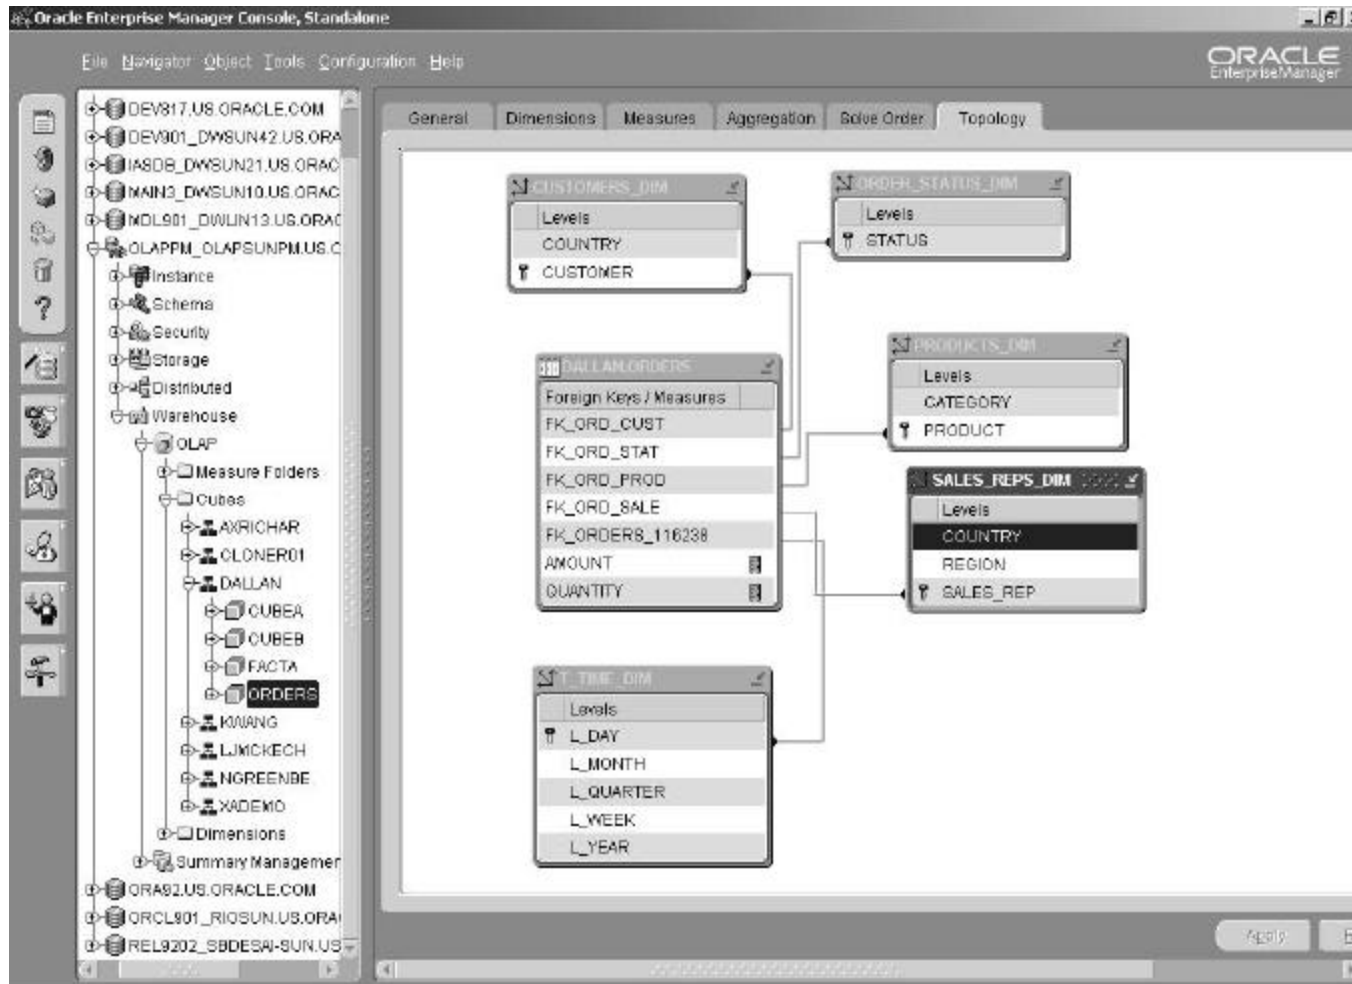 Oracle Enterprise Manager Console, Standalone
File Navigator Object Tools Configuration Help
ORACLE
EnterpriseManager
DEV817.US.ORACLE.COM
DEV901_DWSUN42.US.ORA
IASDB_DWSUN21.US.ORAC
MAIN3_DWSUN10.US.ORAC
MDL901_DWLIN13.US.ORAC
OLAPPM_OLAPSUNPM.US.O
Instance
Schema
Security
Storage
Distributed
Warehouse
OLAP
Measure Folders
Cubes
AXRICHAR
CLONER01
DALLAN
CUBEA
CUBEB
FACTA
ORDERS
KWANG
LJMCKECH
NGREENBE
XADEMO
Dimensions
Summary Managemer
ORA92.US.ORACLE.COM
ORCL901_RIOSUN.US.ORA
REL9202_SBDESAI-SUN.US
General Dimensions Measures Aggregation Solve Order Topology
CUSTOMERS_DIM
Levels
COUNTRY
CUSTOMER
ORDER_STATUS_DIM
Levels
STATUS
DALLAN.ORDERS
Foreign Keys / Measures
FK_ORD_CUST
FK_ORD_STAT
FK_ORD_PROD
FK_ORD_SALE
FK_ORDERS_116238
AMOUNT
QUANTITY
PRODUCTS_DIM
Levels
CATEGORY
PRODUCT
SALES_REPS_DIM
Levels
COUNTRY
REGION
SALES_REP
T_TIME_DIM
Levels
L_DAY
L_MONTH
L_QUARTER
L_WEEK
L_YEAR
Apply